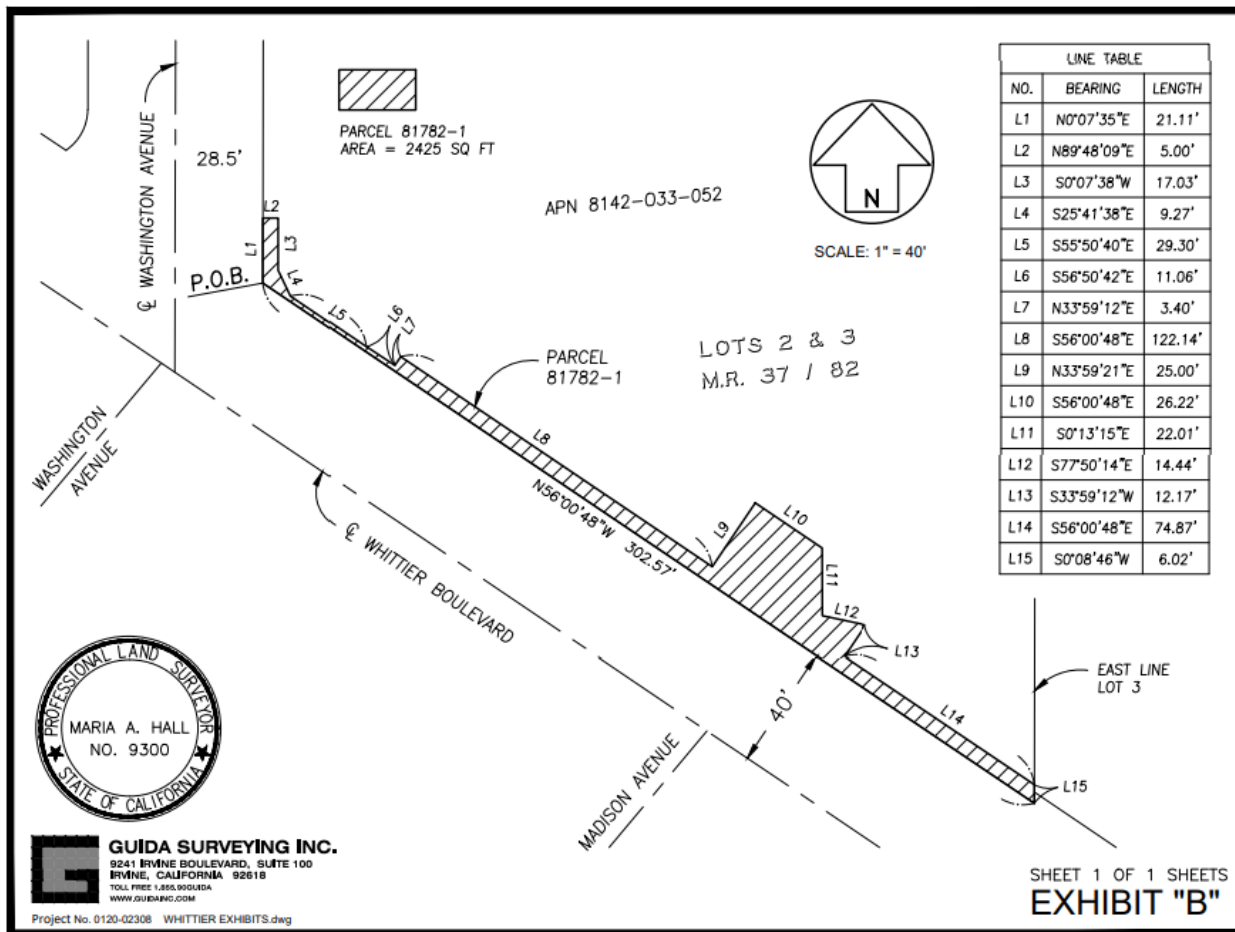 LINE TABLE
NO. BEARING LENGTH
L1 N0°07'35"E 21.11'
L2 N89°48'09"E 5.00'
L3 S0°07'38"W 17.03'
L4 S25°41'38"E 9.27'
L5 S55°50'40"E 29.30'
L6 S56°50'42"E 11.06'
L7 N33°59'12"E 3.40'
L8 S56°00'48"E 122.14'
L9 N33°59'21"E 25.00'
L10 S56°00'48"E 26.22'
L11 S0°13'15"E 22.01'
L12 S77°50'14"E 14.44'
L13 S33°59'12"W 12.17'
L14 S56°00'48"E 74.87'
L15 S0°08'46"W 6.02'
℄ WASHINGTON AVENUE
28.5'
PARCEL 81782-1
AREA = 2425 SQ FT
APN 8142-033-052
N
SCALE: 1" = 40'
L2
L1
L3
L4
P.O.B.
L5
L6
L7
PARCEL
81782-1
LOTS 2 & 3
M.R. 37 / 82
WASHINGTON
AVENUE
L8
N56°00'48"W 302.57'
℄ WHITTIER BOULEVARD
L9
L10
L11
L12
L13
40'
MADISON AVENUE
L14
EAST LINE
LOT 3
L15
PROFESSIONAL LAND SURVEYOR
MARIA A. HALL
NO. 9300
STATE OF CALIFORNIA
GUIDA SURVEYING INC.
9241 IRVINE BOULEVARD, SUITE 100
IRVINE, CALIFORNIA 92618
TOLL FREE 1.855.90GUIDA
WWW.GUIDAINC.COM
Project No. 0120-02308 WHITTIER EXHIBITS.dwg
SHEET 1 OF 1 SHEETS
EXHIBIT "B"